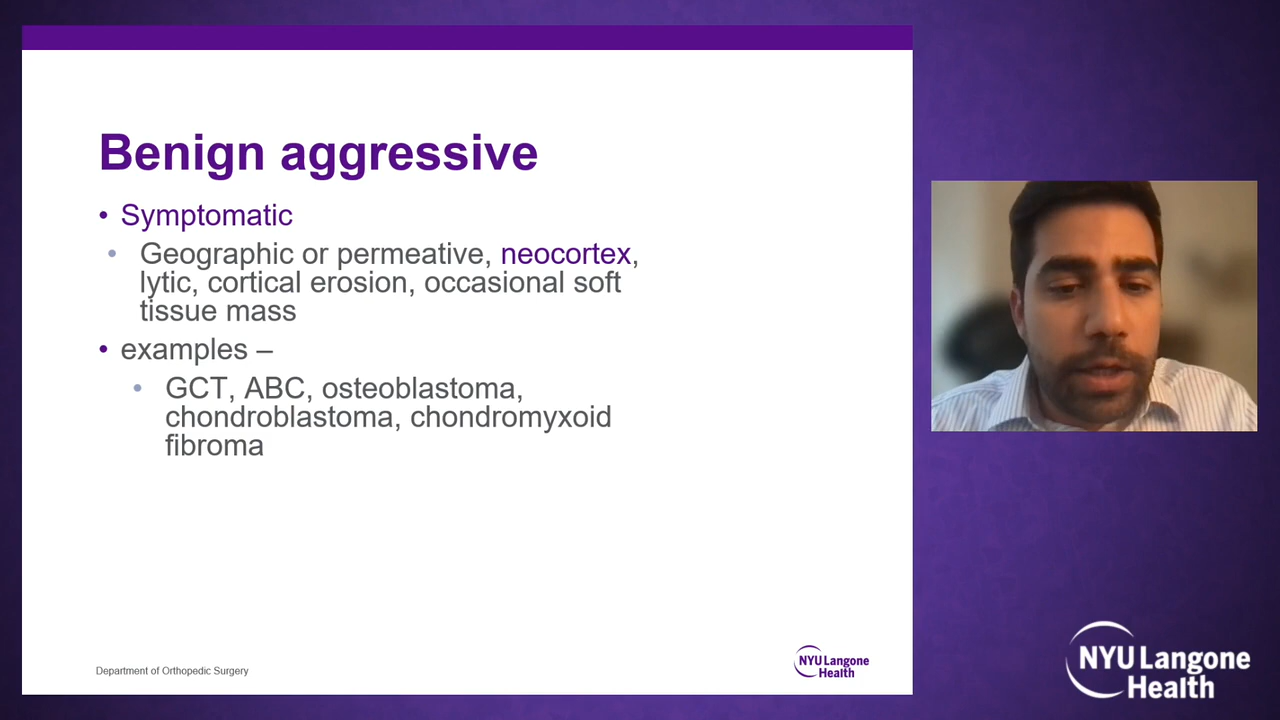 Benign aggressive
• Symptomatic
• Geographic or permeative, neocortex,
lytic, cortical erosion, occasional soft
tissue mass
• examples –
• GCT, ABC, osteoblastoma,
chondroblastoma, chondromyxoid
fibroma
Department of Orthopedic Surgery
NYU Langone
Health
NYU Langone
Health